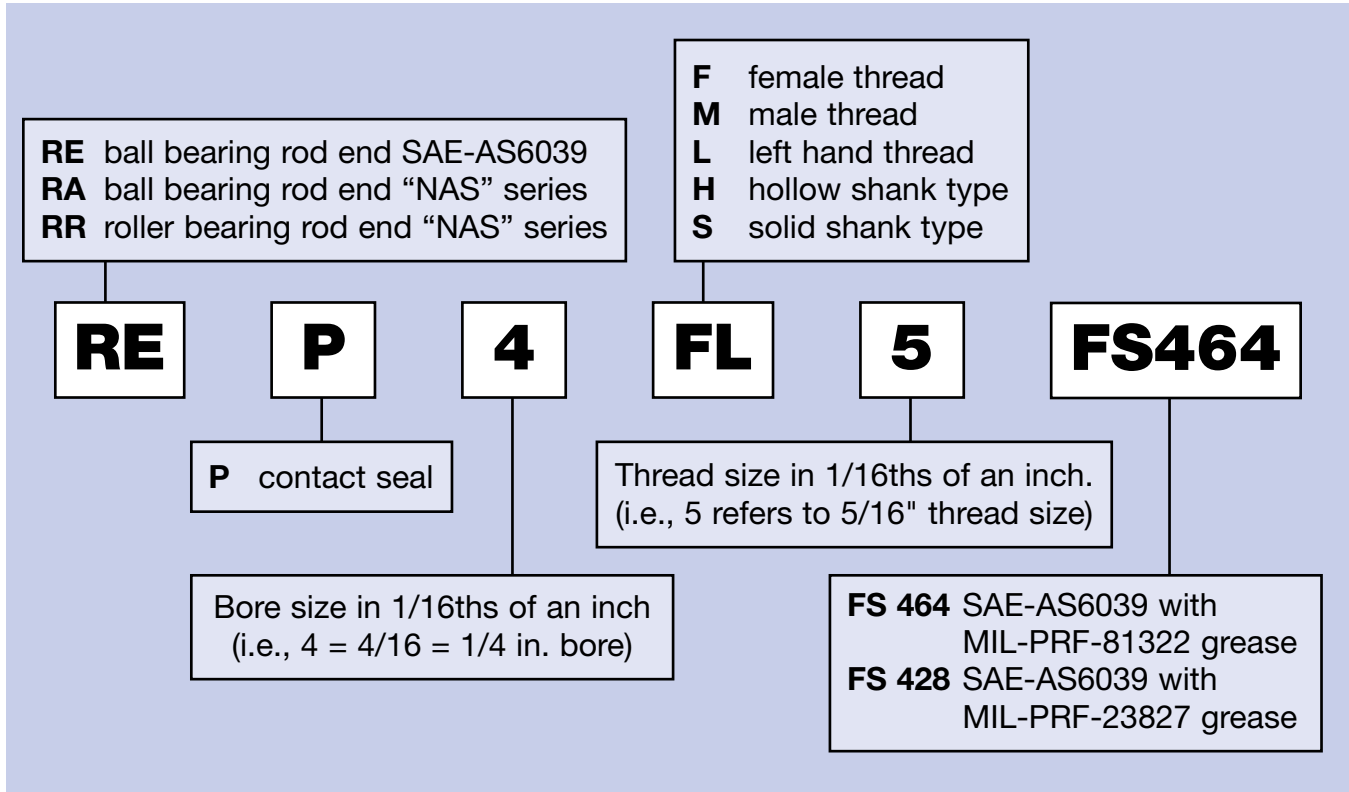 F female thread
M male thread
L left hand thread
H hollow shank type
S solid shank type
RE ball bearing rod end SAE-AS6039
RA ball bearing rod end “NAS” series
RR roller bearing rod end “NAS” series
RE P 4 FL 5 FS464
P contact seal
Thread size in 1/16ths of an inch.
(i.e., 5 refers to 5/16" thread size)
Bore size in 1/16ths of an inch
(i.e., 4 = 4/16 = 1/4 in. bore)
FS 464 SAE-AS6039 with
MIL-PRF-81322 grease
FS 428 SAE-AS6039 with
MIL-PRF-23827 grease